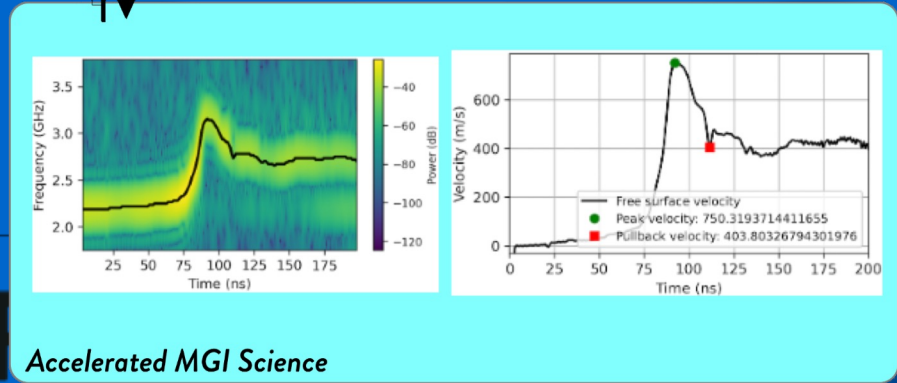 3.5
3.0
2.5
2.0
Frequency (GHz)
25 50 75 100 125 150 175
Time (ns)
−40
−60
−80
−100
−120
Power (dB)
600
400
200
0
Velocity (m/s)
Free surface velocity
Peak velocity: 750.3193714411655
Pullback velocity: 403.80326794301976
0 25 50 75 100 125 150 175 200
Time (ns)
Accelerated MGI Science